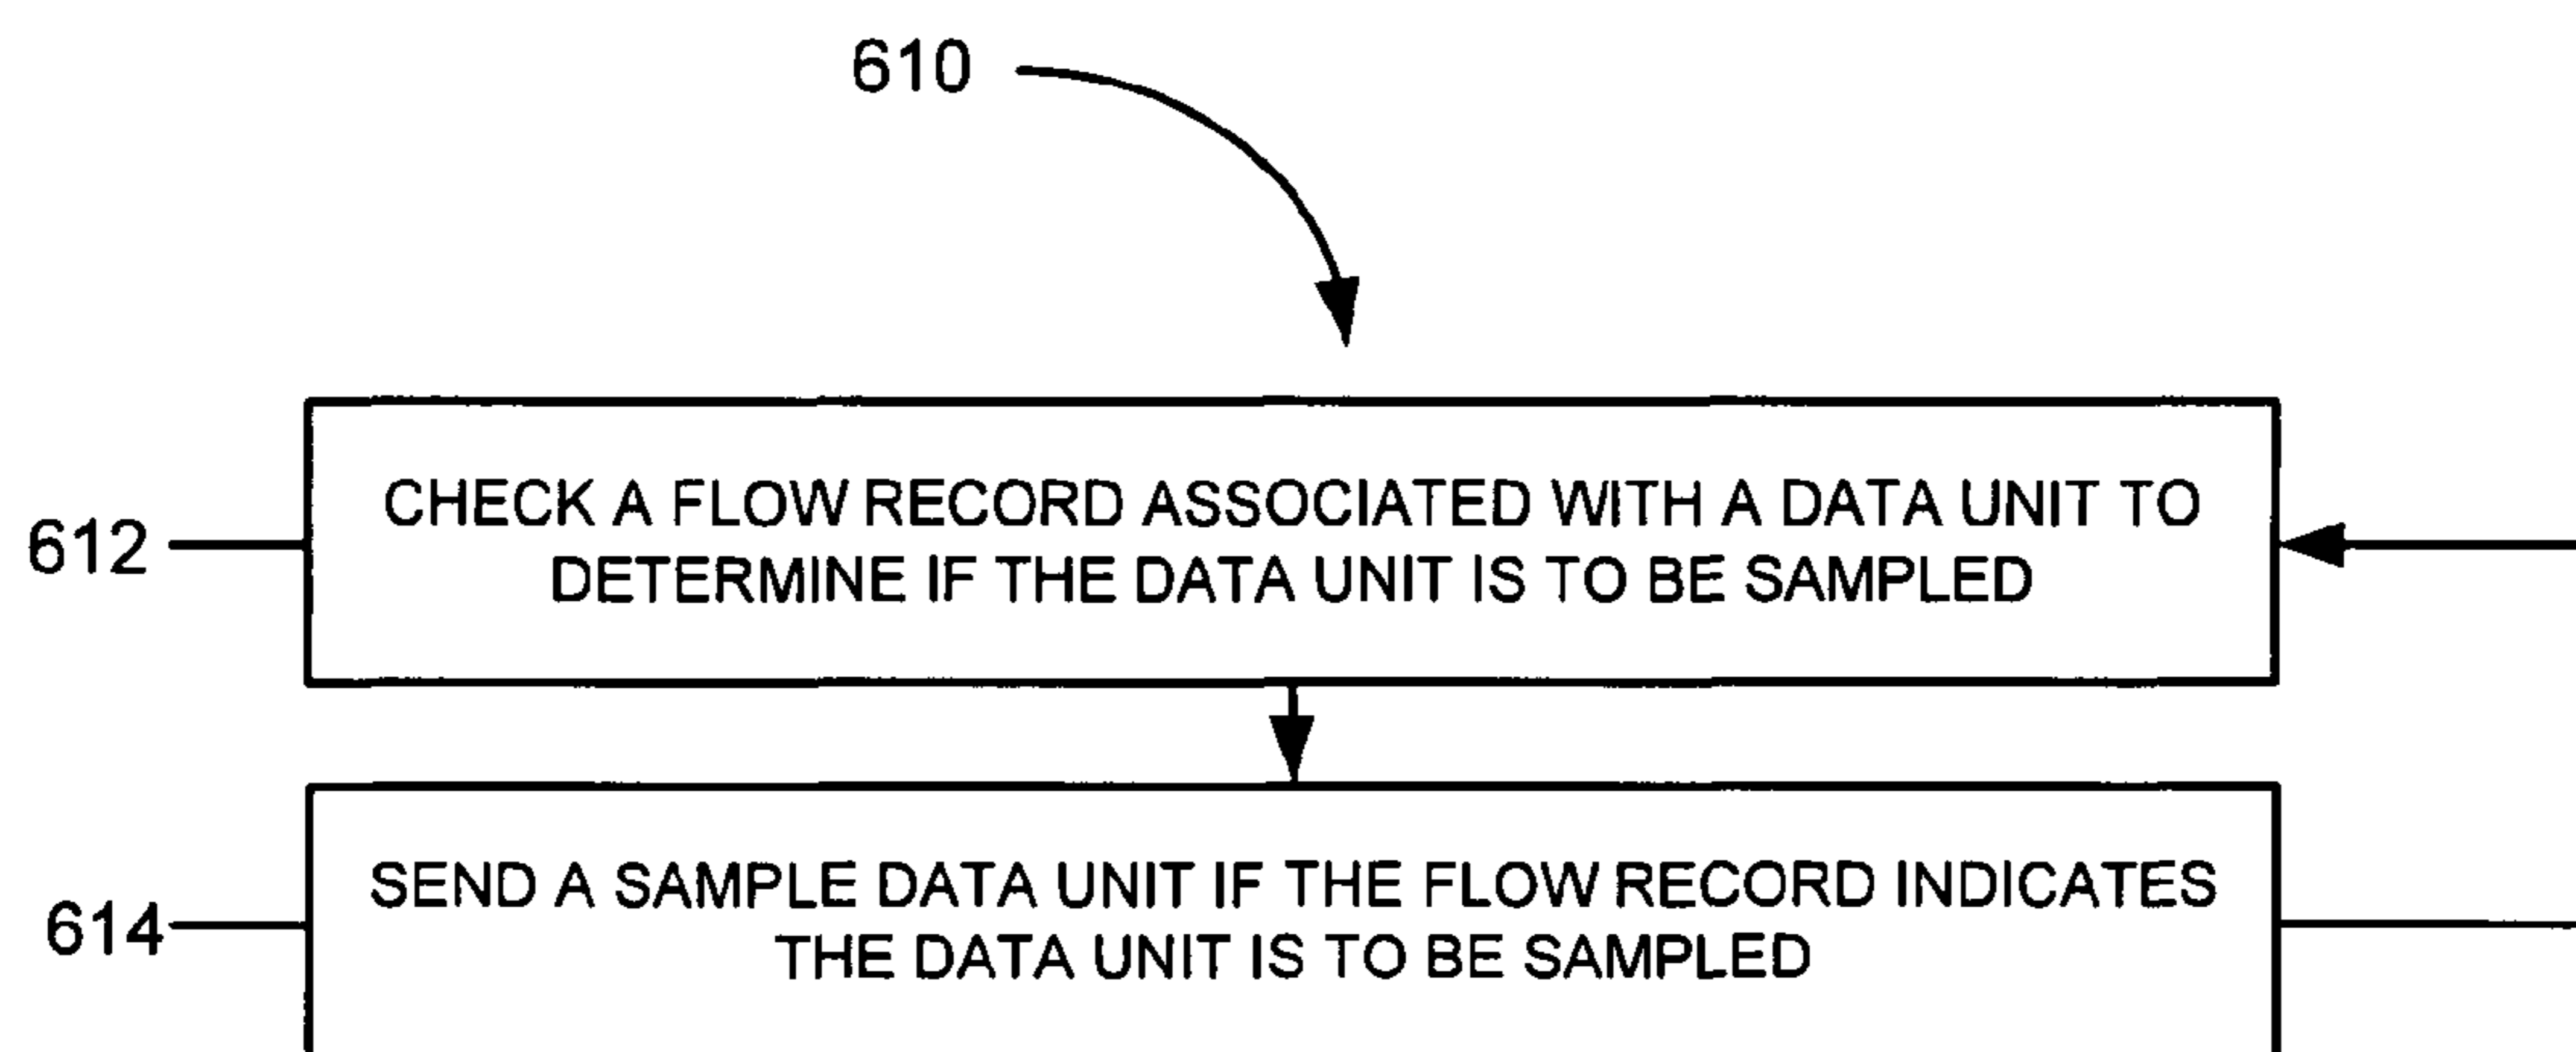 610
612
CHECK A FLOW RECORD ASSOCIATED WITH A DATA UNIT TO
DETERMINE IF THE DATA UNIT IS TO BE SAMPLED
614
SEND A SAMPLE DATA UNIT IF THE FLOW RECORD INDICATES
THE DATA UNIT IS TO BE SAMPLED